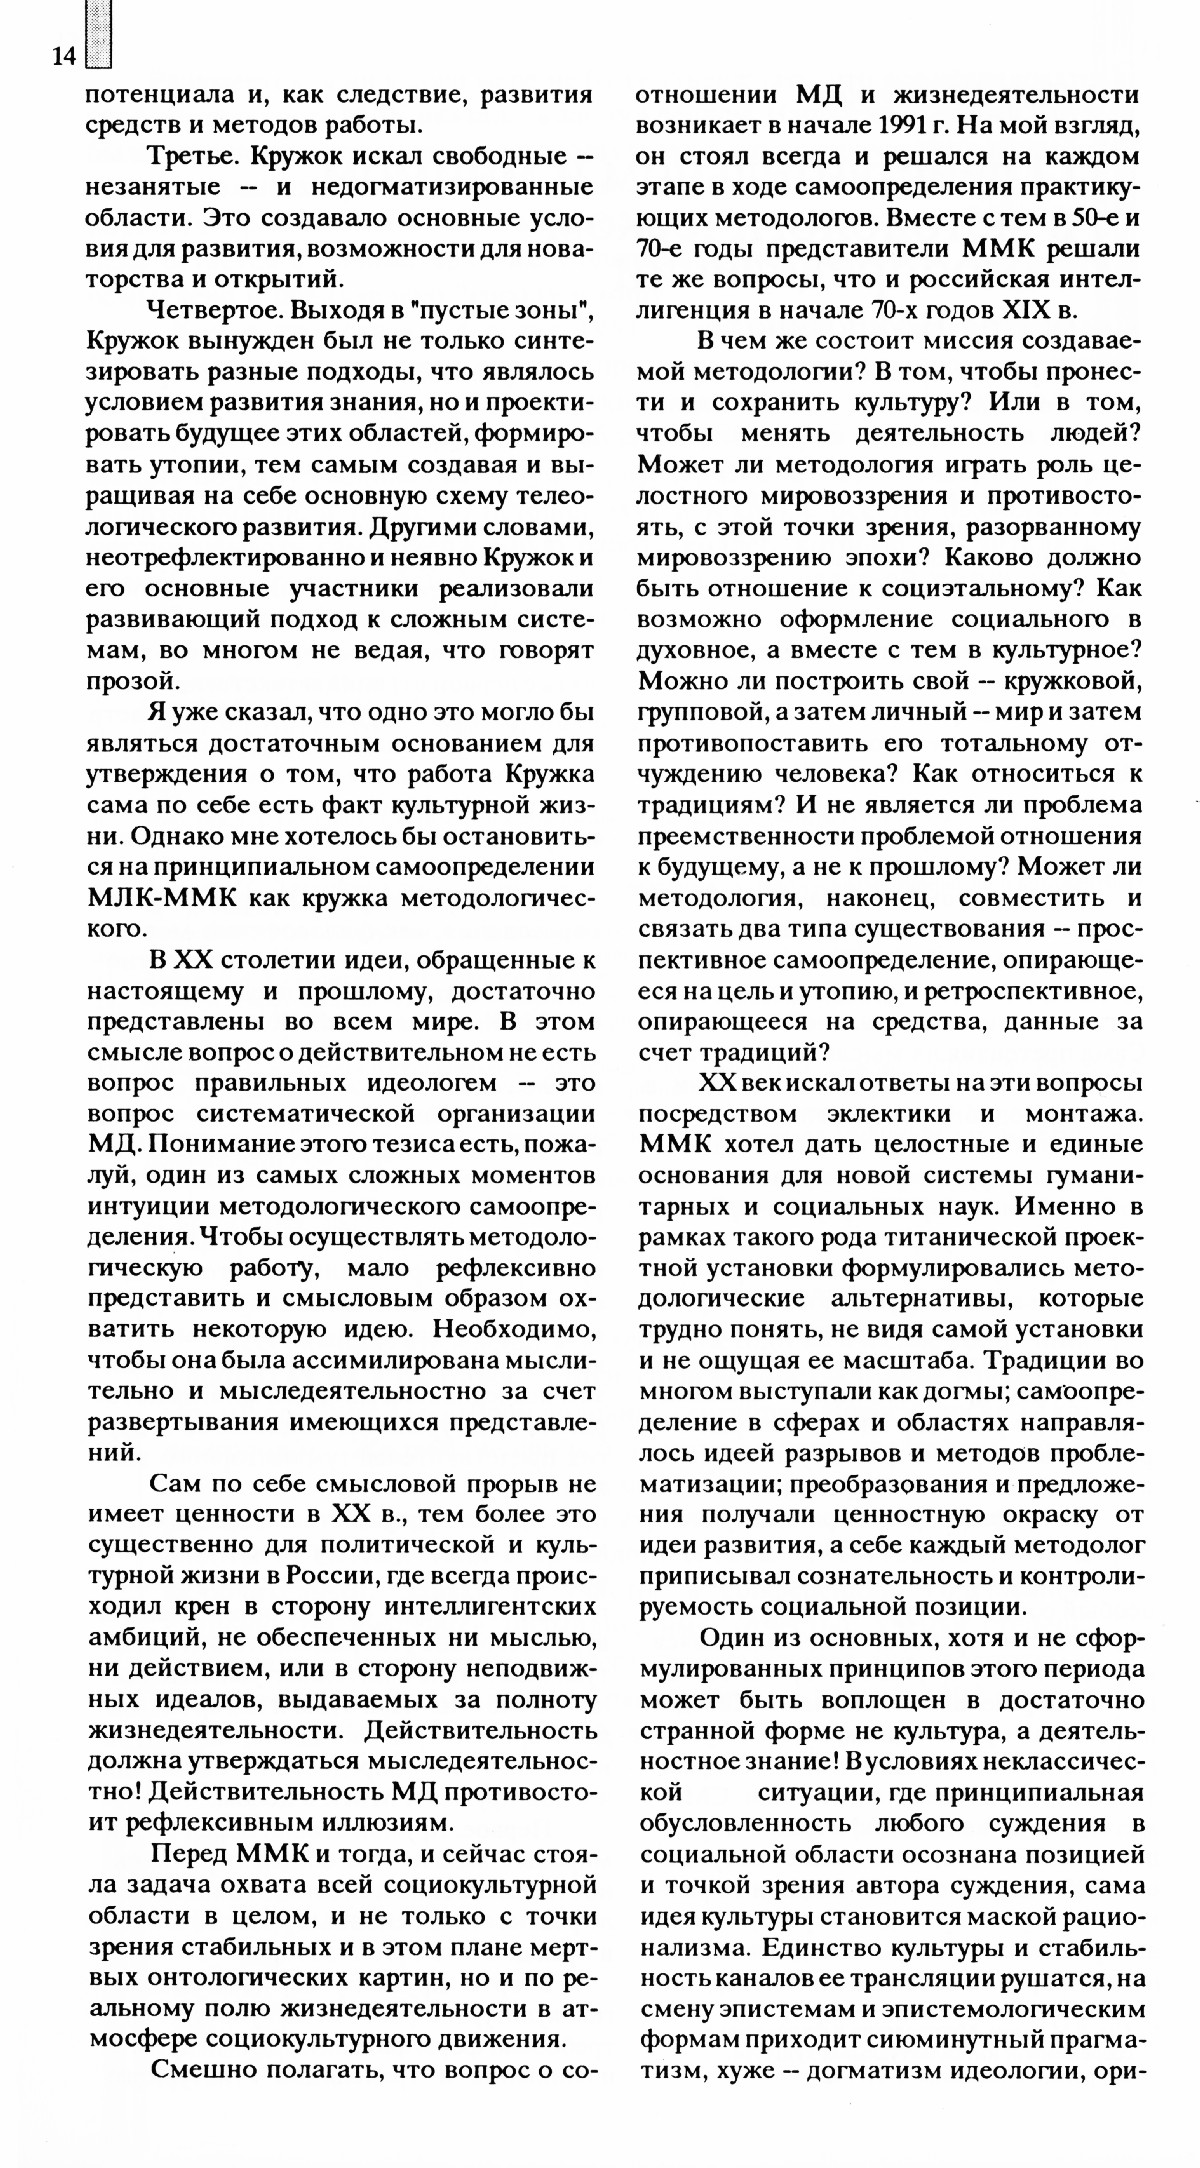 14
потенциала и, как следствие, развития
средств и методов работы.
Третье. Кружок искал свободные --
незанятые -- и недогматизированные
области. Это создавало основные усло-
вия для развития, возможности для нова-
торства и открытий.
Четвертое. Выходя в "пустые зоны",
Кружок вынужден был не только синте-
зировать разные подходы, что являлось
условием развития знания, но и проекти-
ровать будущее этих областей, формиро-
вать утопии, тем самым создавая и вы-
ращивая на себе основную схему телео-
логического развития. Другими словами,
неотрефлектированно и неявно Кружок и
его основные участники реализовали
развивающий подход к сложным систе-
мам, во многом не ведая, что говорят
прозой.
Я уже сказал, что одно это могло бы
являться достаточным основанием для
утверждения о том, что работа Кружка
сама по себе есть факт культурной жиз-
ни. Однако мне хотелось бы остановить-
ся на принципиальном самоопределении
МЛК-ММК как кружка методологичес-
кого.
В XX столетии идеи, обращенные к
настоящему и прошлому, достаточно
представлены во всем мире. В этом
смысле вопрос о действительном не есть
вопрос правильных идеологем -- это
вопрос систематической организации
МД. Понимание этого тезиса есть, пожа-
луй, один из самых сложных моментов
интуиции методологического самоопре-
деления. Чтобы осуществлять методоло-
гическую работу, мало рефлексивно
представить и смысловым образом ох-
ватить некоторую идею. Необходимо,
чтобы она была ассимилирована мысли-
тельно и мыследеятельностно за счет
развертывания имеющихся представле-
ний.
Сам по себе смысловой прорыв не
имеет ценности в XX в., тем более это
существенно для политической и куль-
турной жизни в России, где всегда проис-
ходил крен в сторону интеллигентских
амбиций, не обеспеченных ни мыслью,
ни действием, или в сторону неподвиж-
ных идеалов, выдаваемых за полноту
жизнедеятельности. Действительность
должна утверждаться мыследеятельнос-
тно! Действительность МД противосто-
ит рефлексивным иллюзиям.
Перед ММК и тогда, и сейчас стоя-
ла задача охвата всей социокультурной
области в целом, и не только с точки
зрения стабильных и в этом плане мерт-
вых онтологических картин, но и по ре-
альному полю жизнедеятельности в ат-
мосфере социокультурного движения.
Смешно полагать, что вопрос о со-
отношении МД и жизнедеятельности
возникает в начале 1991 г. На мой взгляд,
он стоял всегда и решался на каждом
этапе в ходе самоопределения практику-
ющих методологов. Вместе с тем в 50-е и
70-е годы представители ММК решали
те же вопросы, что и российская интел-
лигенция в начале 70-х годов XIX в.
В чем же состоит миссия создавае-
мой методологии? В том, чтобы пронес-
ти и сохранить культуру? Или в том,
чтобы менять деятельность людей?
Может ли методология играть роль це-
лостного мировоззрения и противосто-
ять, с этой точки зрения, разорванному
мировоззрению эпохи? Каково должно
быть отношение к социэтальному? Как
возможно оформление социального в
духовное, а вместе с тем в культурное?
Можно ли построить свой -- кружковой,
групповой, а затем личный -- мир и затем
противопоставить его тотальному от-
чуждению человека? Как относиться к
традициям? И не является ли проблема
преемственности проблемой отношения
к будущему, а не к прошлому? Может ли
методология, наконец, совместить и
связать два типа существования -- прос-
пективное самоопределение, опирающе-
еся на цель и утопию, и ретроспективное,
опирающееся на средства, данные за
счет традиций?
XX век искал ответы на эти вопросы
посредством эклектики и монтажа.
ММК хотел дать целостные и единые
основания для новой системы гумани-
тарных и социальных наук. Именно в
рамках такого рода титанической проек-
тной установки формулировались мето-
дологические альтернативы, которые
трудно понять, не видя самой установки
и не ощущая ее масштаба. Традиции во
многом выступали как догмы; самоопре-
деление в сферах и областях направля-
лось идеей разрывов и методов пробле-
матизации; преобразования и предложе-
ния получали ценностную окраску от
идеи развития, а себе каждый методолог
приписывал сознательность и контроли-
руемость социальной позиции.
Один из основных, хотя и не сфор-
мулированных принципов этого периода
может быть воплощен в достаточно
странной форме не культура, а деятель-
ностное знание! В условиях неклассичес-
кой ситуации, где принципиальная
обусловленность любого суждения в
социальной области осознана позицией
и точкой зрения автора суждения, сама
идея культуры становится маской рацио-
нализма. Единство культуры и стабиль-
ность каналов ее трансляции рушатся, на
смену эпистемам и эпистемологическим
формам приходит сиюминутный прагма-
тизм, хуже -- догматизм идеологии, ори-